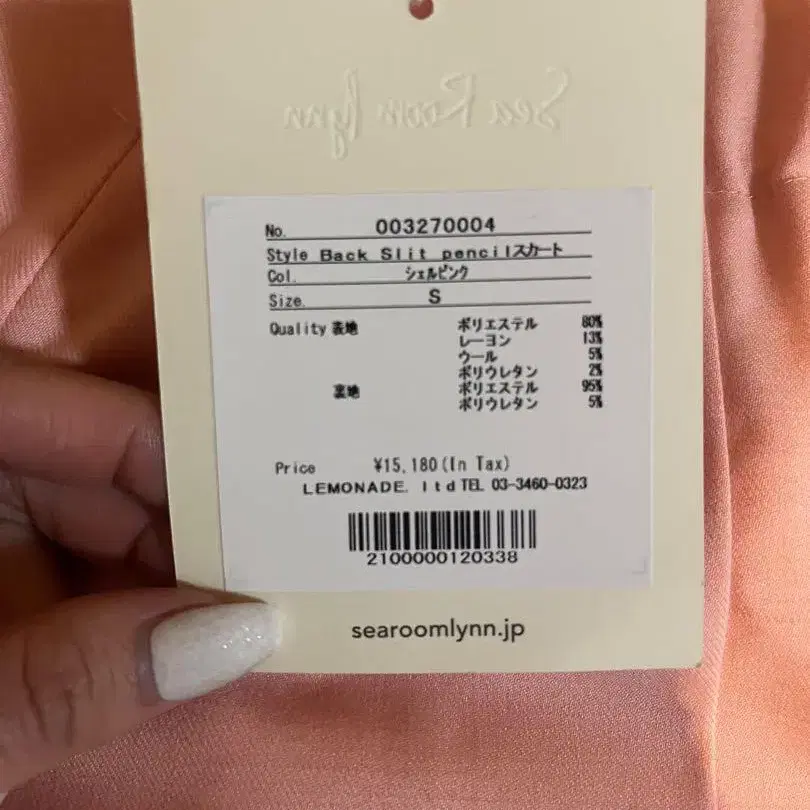 Sea Room lynn
No. 003270004
Style Back Slit pencilスカート
Col. シェルピンク
Size. S
Quality 表地 ポリエステル 80%
レーヨン 13%
ウール 5%
ポリウレタン 2%
裏地 ポリエステル 95%
ポリウレタン 5%
Price ¥15,180(In Tax)
LEMONADE. ltd TEL 03-3460-0323
2100000120338
searoomlynn.jp